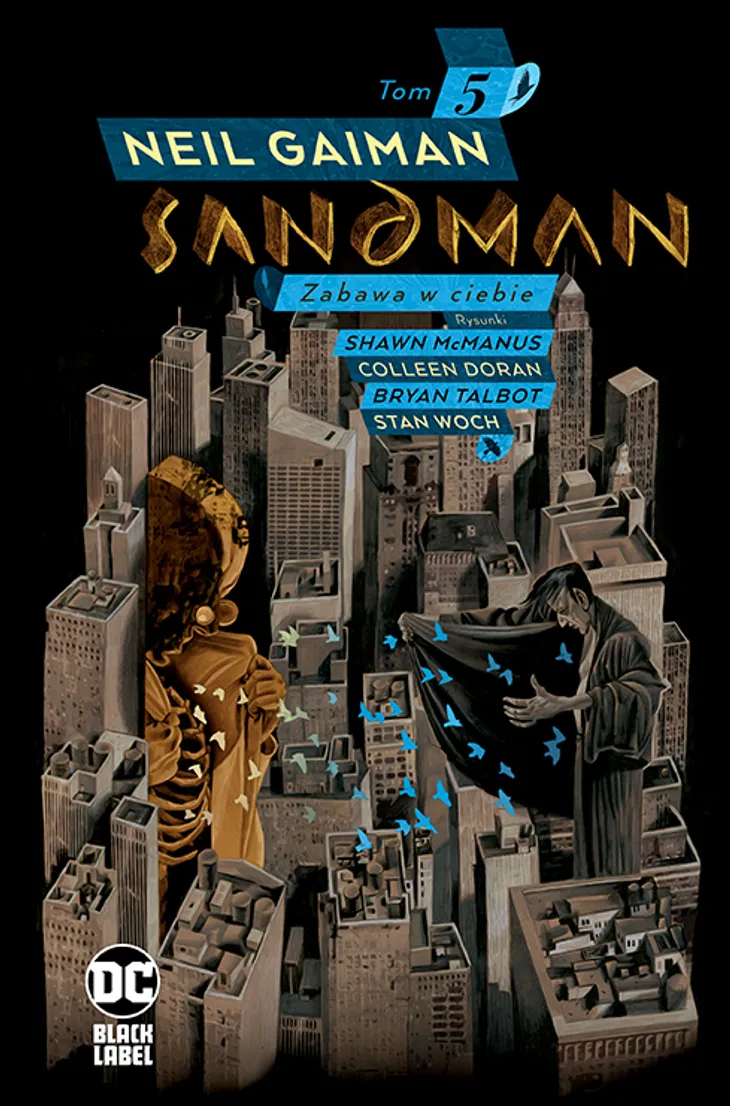 Tom 5
NEIL GAIMAN
SANDMAN
Zabawa w ciebie
Rysunki
SHAWN McMANUS
COLLEEN DORAN
BRYAN TALBOT
STAN WOCH
DC
BLACK
LABEL